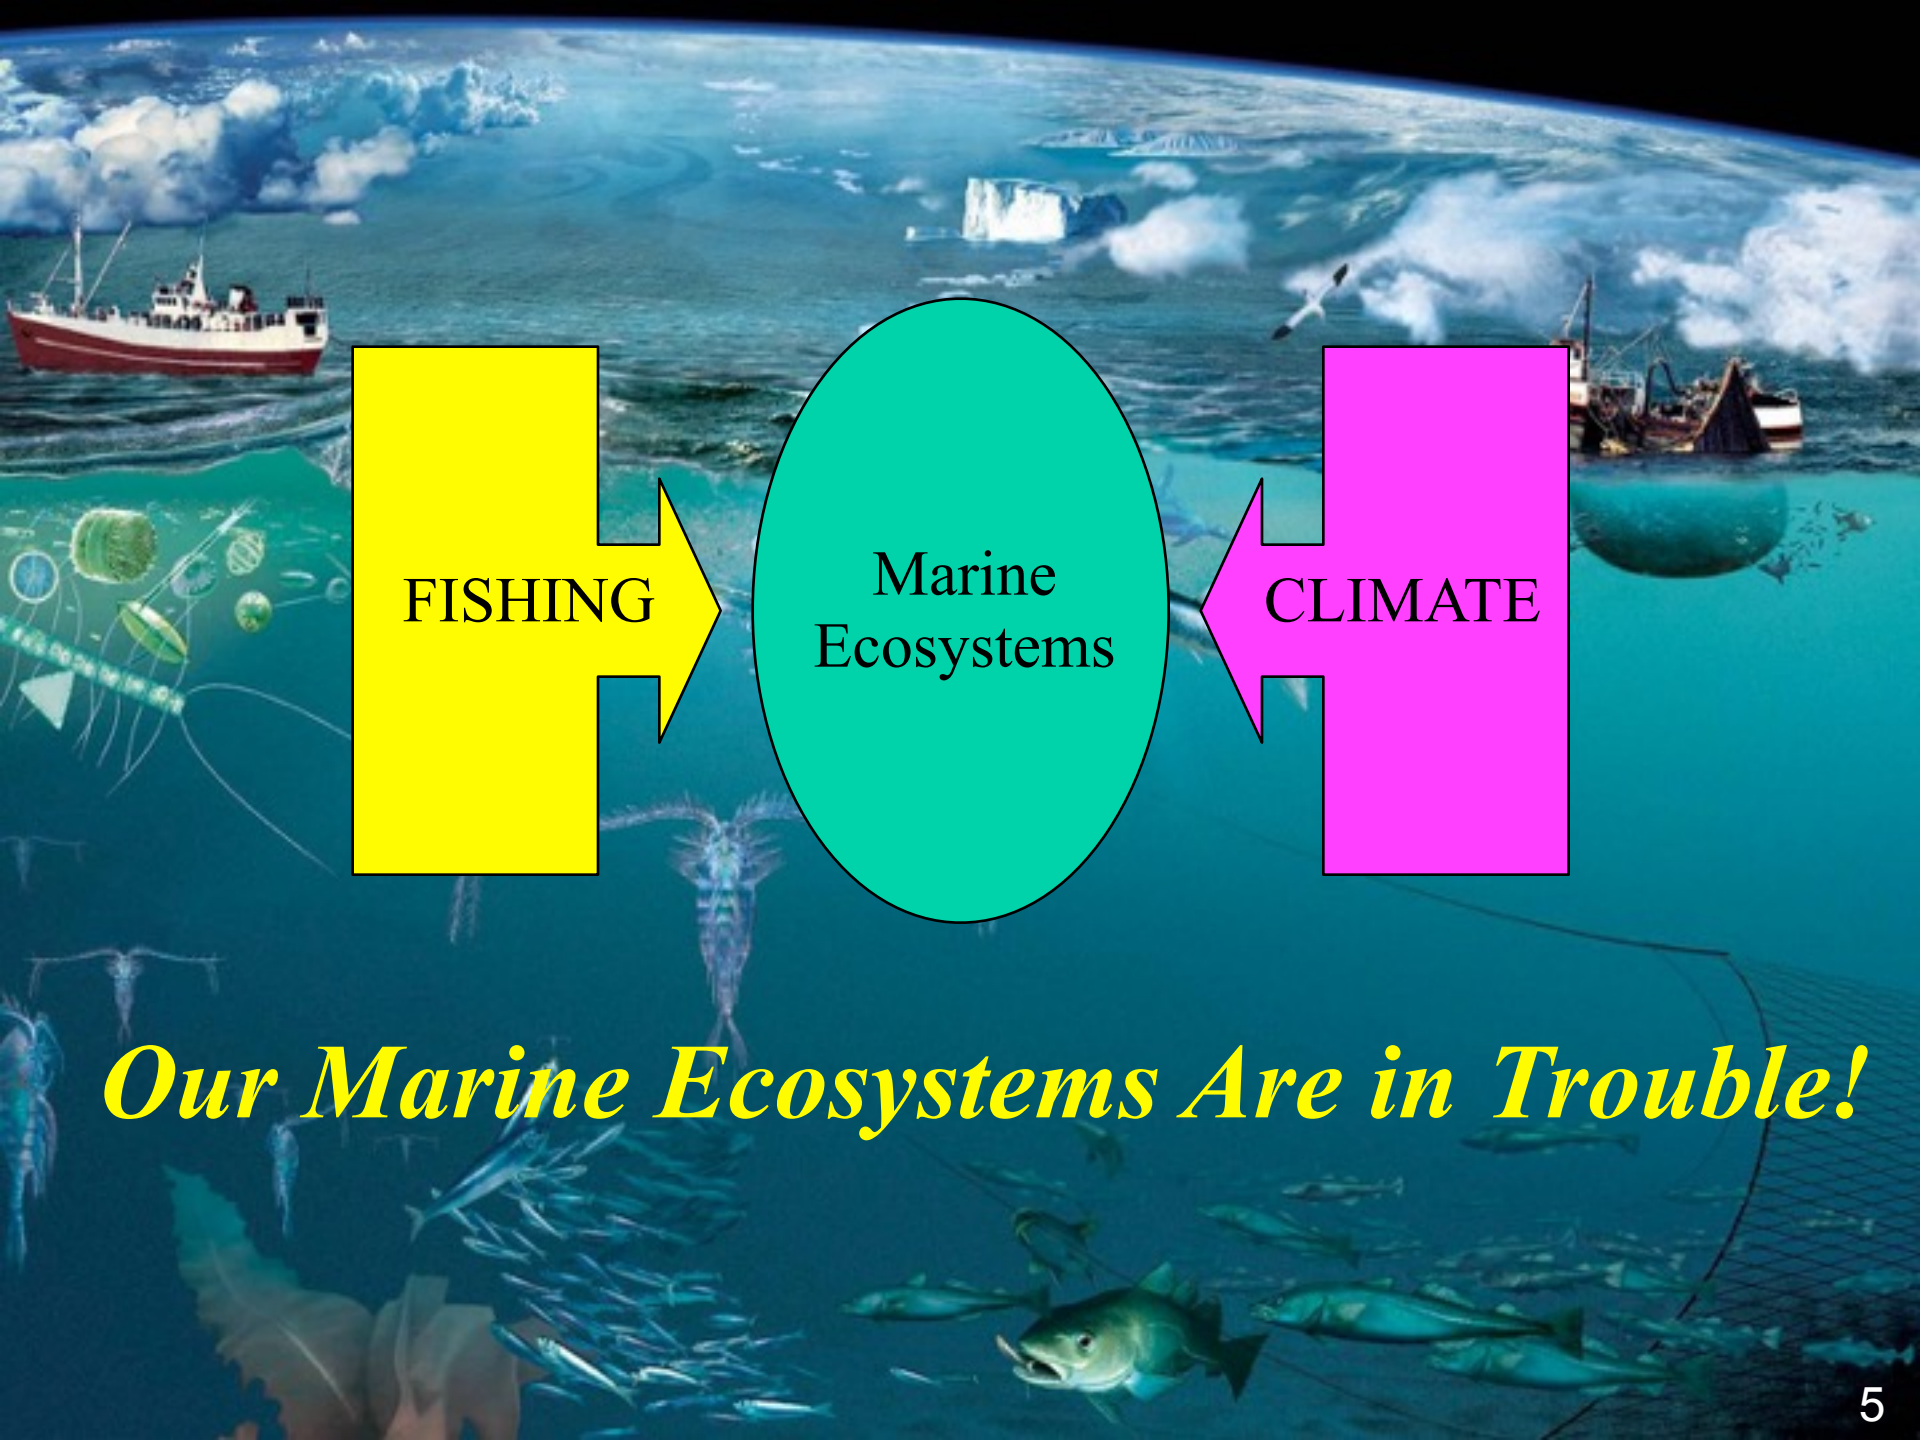 FISHING
Marine
Ecosystems
CLIMATE
Our Marine Ecosystems Are in Trouble!
5